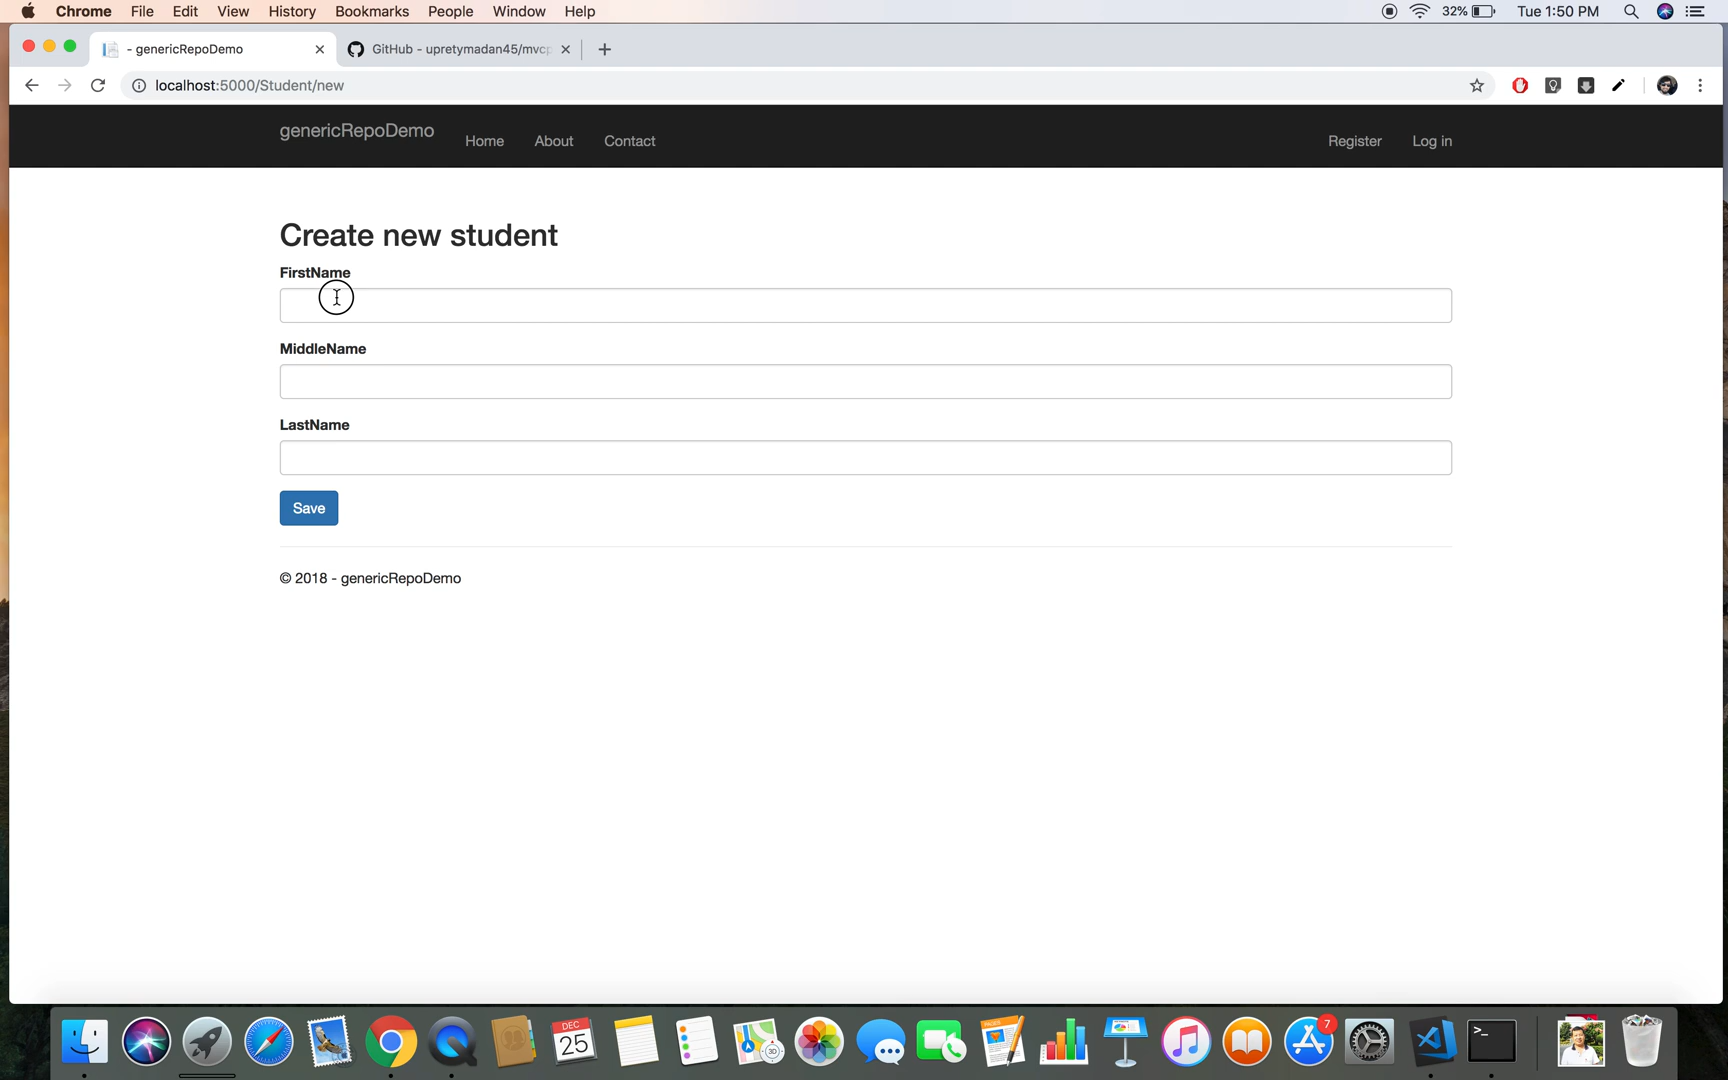 Chrome File Edit View History Bookmarks People Window Help 32% Tue 1:50 PM
- genericRepoDemo GitHub - upretymadan45/mvcp
localhost:5000/Student/new
genericRepoDemo Home About Contact Register Log in
Create new student
FirstName
MiddleName
LastName
Save
© 2018 - genericRepoDemo
DEC
25
3D
7
>_